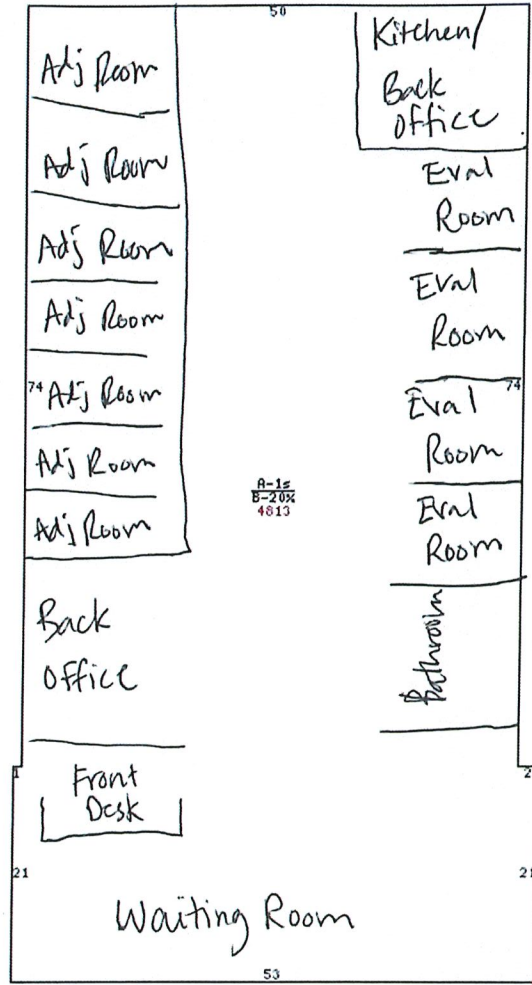 50
Kitchen/
Back
Office
Adj Room
Adj Room
Adj Room
Adj Room
74 Adj Room
Adj Room
Adj Room
Eval
Room
Eval
Room
74
Eval
Room
Eval
Room
A-1s
B-20%
4813
Back
Office
Bathroom
1
2
Front
Desk
21
21
Waiting Room
53